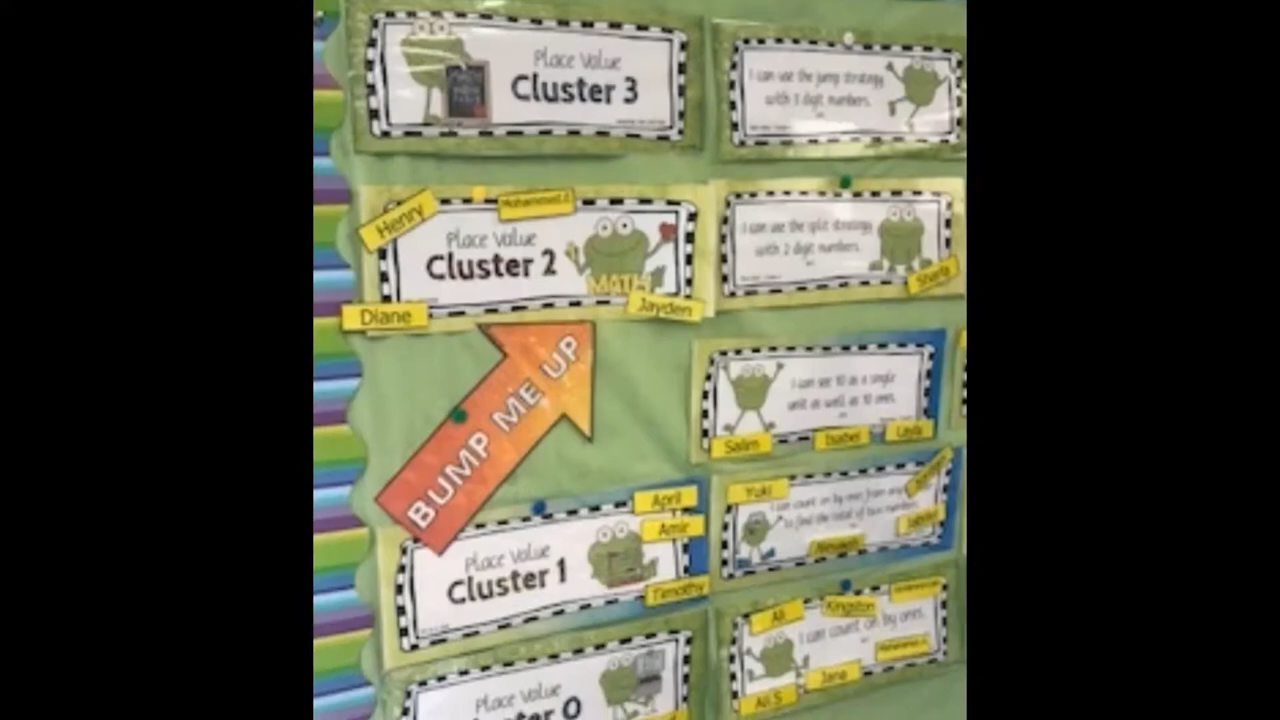 Place Value
Cluster 3
I can use the jump strategy
with 3 digit numbers.
Henry
Mohammed
Place Value
Cluster 2
MATH
Diane
Jayden
I can use the split strategy
with 2 digit numbers.
BUMP ME UP
I can see 10 as a single
unit as well as 10 ones.
Salim
Isabel
Layla
April
Amir
Place Value
Cluster 1
Timothy
Yuki
I can count on by ones from any
to find the total of two numbers.
Ali
Kingston
I can count on by ones.
Jana
Ali.S
Place Value
Cluster 0